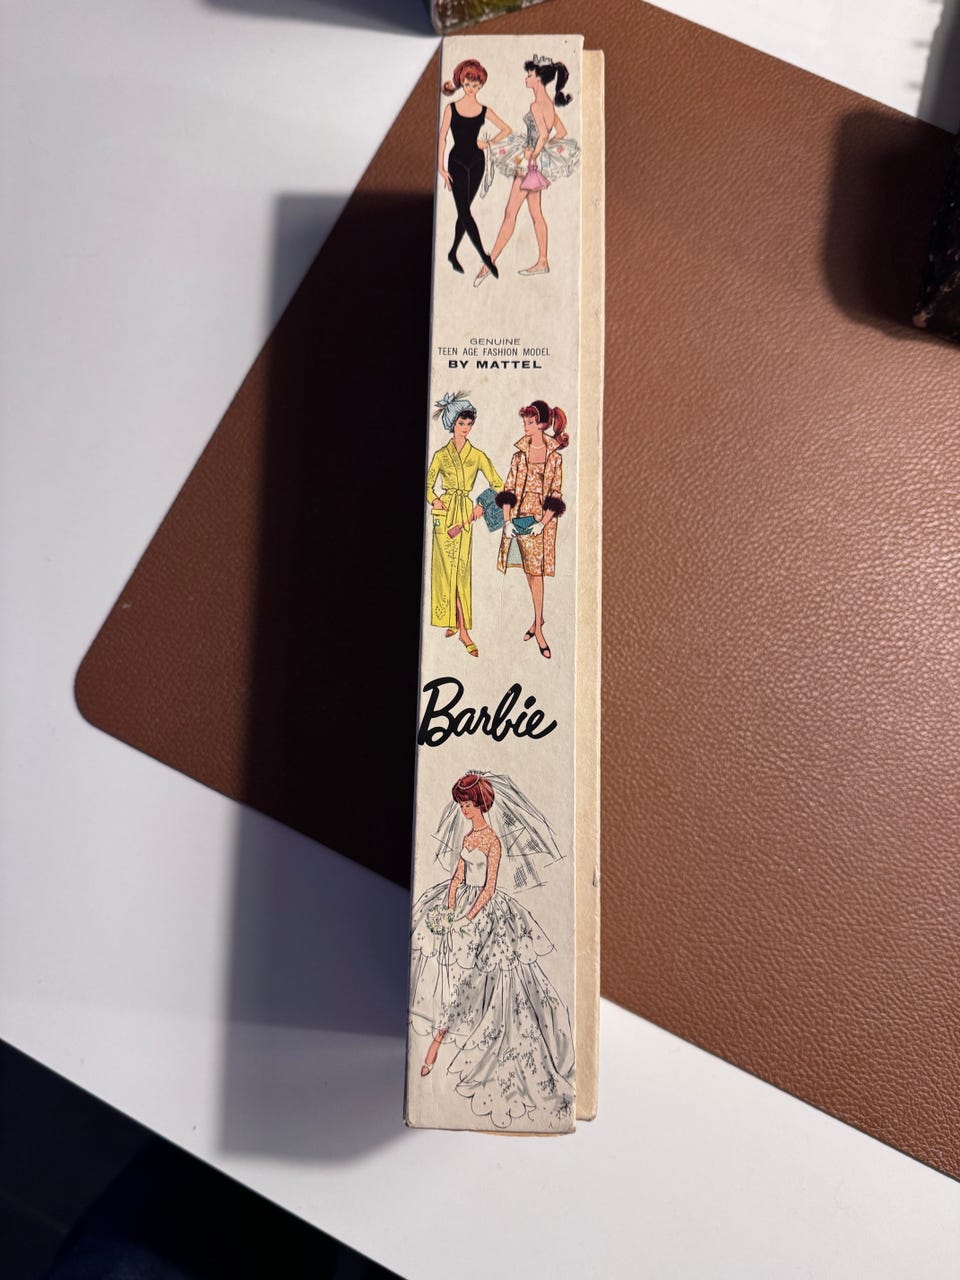 GENUINE
TEEN AGE FASHION MODEL
BY MATTEL
Barbie